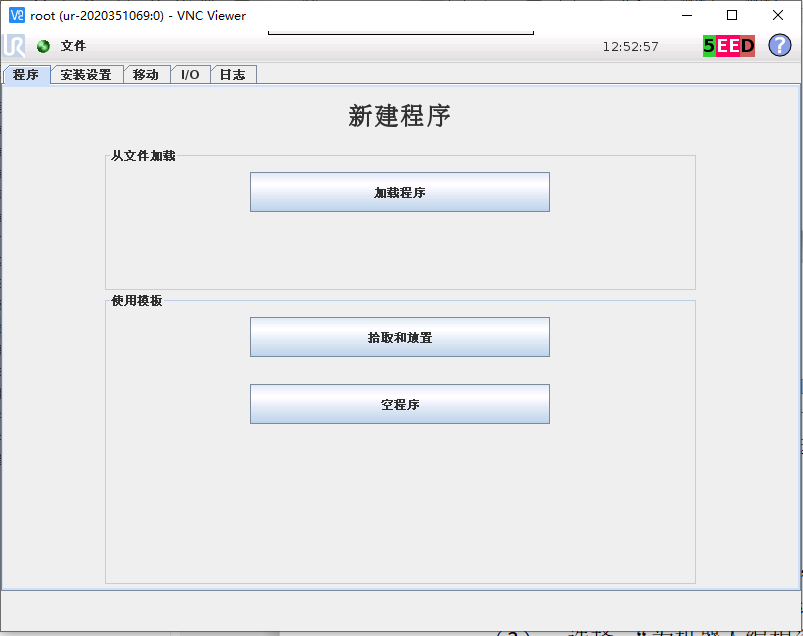 V2 root (ur-2020351069:0) - VNC Viewer
UR 文件 12:52:57 5EED ?
程序 安装设置 移动 I/O 日志
新建程序
从文件加载
加载程序
使用模板
拾取和放置
空程序